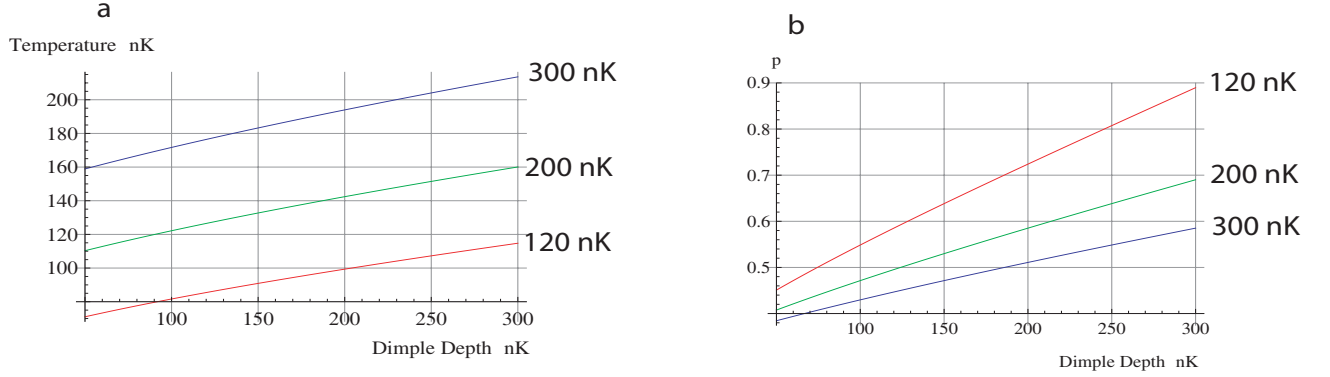 a
Temperature nK
200
180
160
140
120
100
100 150 200 250 300
Dimple Depth nK
300 nK
200 nK
120 nK
b
p
0.9
0.8
0.7
0.6
0.5
100 150 200 250 300
Dimple Depth nK
120 nK
200 nK
300 nK